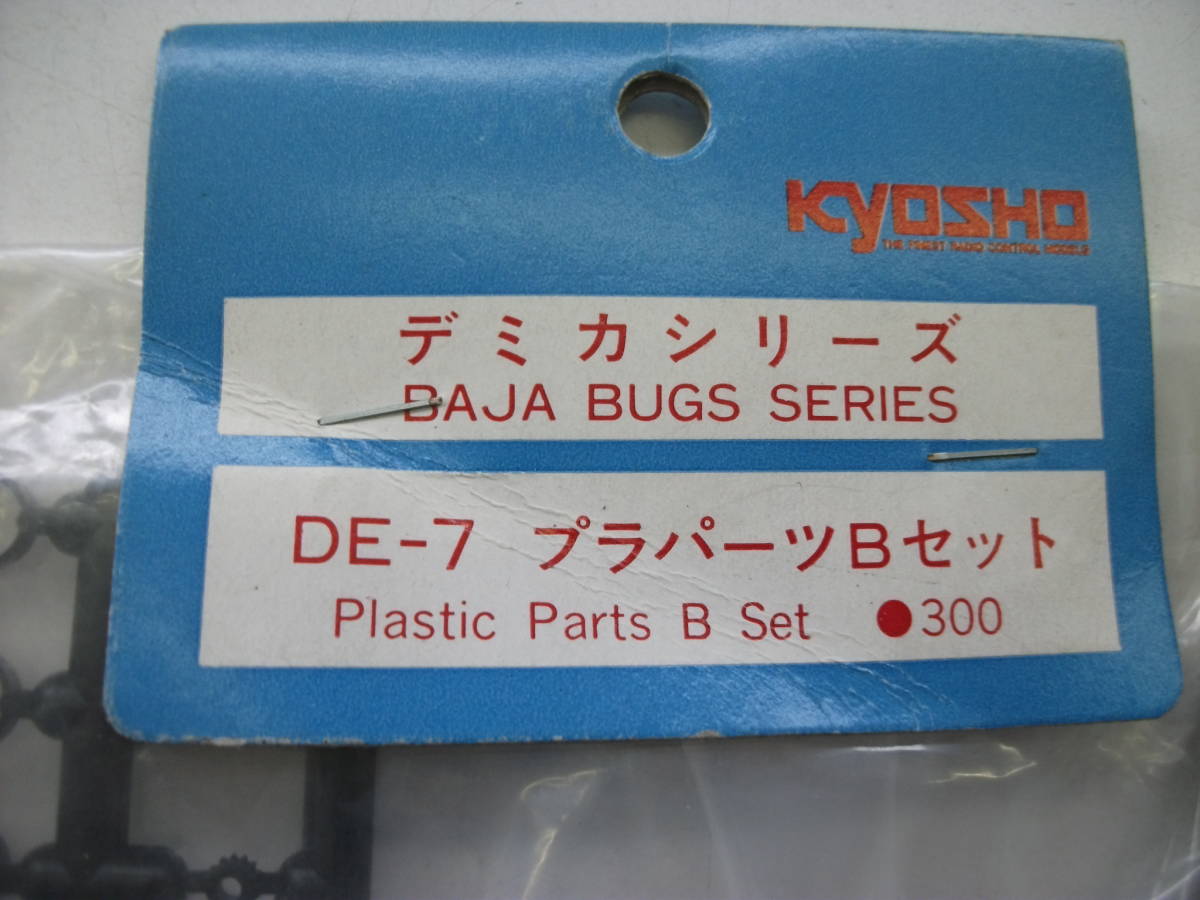 KYOSHO
THE FINEST RADIO CONTROL MODELS
デミカシリーズ
BAJA BUGS SERIES
DE-7 プラパーツBセット
Plastic Parts B Set ●300